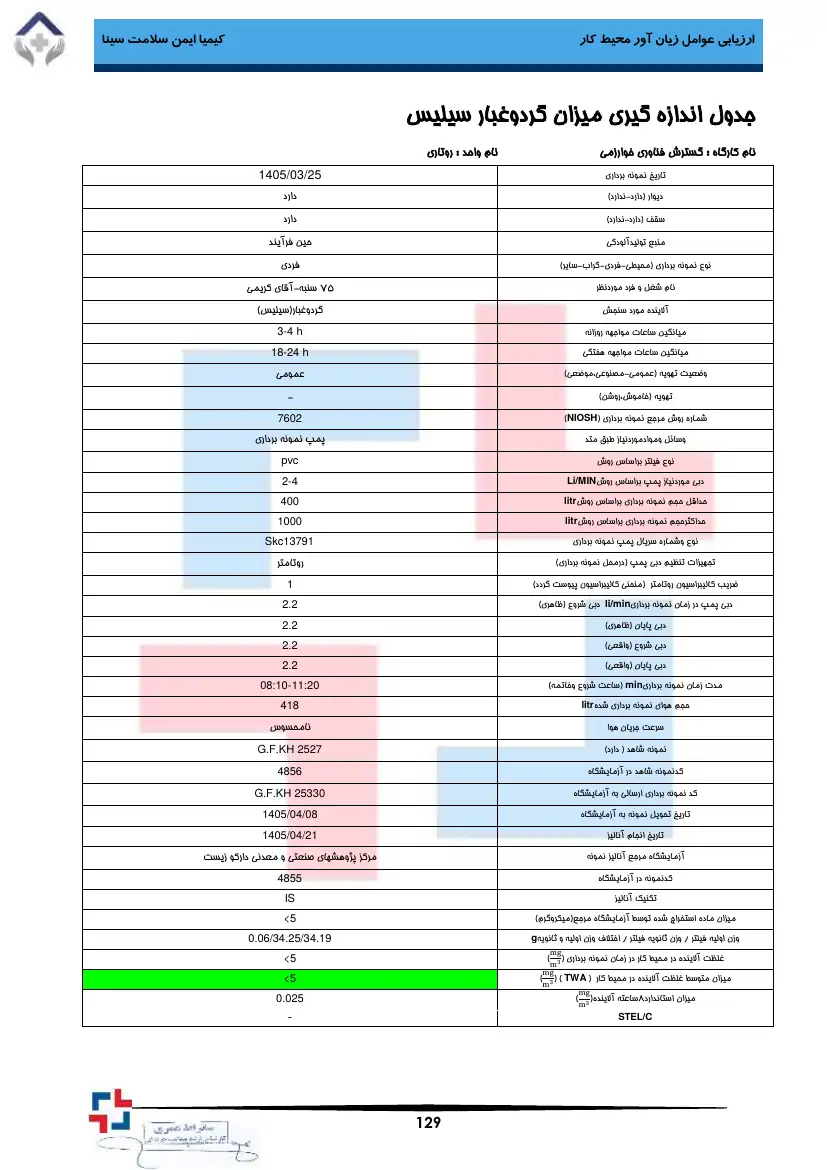 ارزیابی عوامل زیان آور محیط کار کیمیا ایمن سلامت سینا
جدول اندازه گیری میزان گردوغبار سیلیس
نام کارگاه : گسترش فناوری خوارزمی نام واحد : روتاری
تاریخ نمونه برداری 1405/03/25
دیوار (دارد-ندارد) دارد
سقف (دارد-ندارد) دارد
منبع تولیدآلودگی حین فرآیند
نوع نمونه برداری (محیطی-فردی-گراب-سایر) فردی
نام شغل و فرد موردنظر ۷۵ سنبه-آقای کریمی
آلاینده مورد سنجش گردوغبار(سیلیس)
میانگین ساعات مواجهه روزانه 3-4 h
میانگین ساعات مواجهه هفتگی 18-24 h
وضعیت تهویه (عمومی-مصنوعی،موضعی) عمومی
تهویه (خاموش،روشن) -
شماره روش مرجع نمونه برداری (NIOSH) 7602
وسائل وموادموردنیاز طبق متد پمپ نمونه برداری
نوع فیلتر براساس روش pvc
دبی موردنیاز پمپ براساس روش Li/MIN 2-4
حداقل حجم نمونه برداری براساس روش litr 400
حداکثرحجم نمونه برداری براساس روش litr 1000
نوع وشماره سریال پمپ نمونه برداری Skc13791
تجهیزات تنظیم دبی پمپ (درمحل نمونه برداری) روتامتر
ضریب کالیبراسیون روتامتر (منحنی کالیبراسیون پیوست گردد) 1
دبی پمپ در زمان نمونه برداری li/min دبی شروع (ظاهری) 2.2
دبی پایان (ظاهری) 2.2
دبی شروع (واقعی) 2.2
دبی پایان (واقعی) 2.2
مدت زمان نمونه برداری min (ساعت شروع وخاتمه) 08:10-11:20
حجم هوای نمونه برداری شده litr 418
سرعت جریان هوا نامحسوس
نمونه شاهد ( دارد) G.F.KH 2527
کدنمونه شاهد در آزمایشگاه 4856
کد نمونه برداری ارسالی به آزمایشگاه G.F.KH 25330
تاریخ تحویل نمونه به آزمایشگاه 1405/04/08
تاریخ انجام آنالیز 1405/04/21
آزمایشگاه مرجع آنالیز نمونه مرکز پژوهشهای صنعتی و معدنی دارکو زیست
کدنمونه در آزمایشگاه 4855
تکنیک آنالیز IS
میزان ماده استخراج شده توسط آزمایشگاه مرجع(میکروگرم) <5
وزن اولیه فیلتر / وزن ثانویه فیلتر / اختلاف وزن اولیه و ثانویه g 0.06/34.25/34.19
غلظت آلاینده در محیط کار در زمان نمونه برداری (mg/m³) <5
میزان متوسط غلظت آلاینده در محیط کار ( TWA ) (mg/m³) <5
میزان استاندارد۸ساعته آلاینده(mg/m³) 0.025
STEL/C -
129